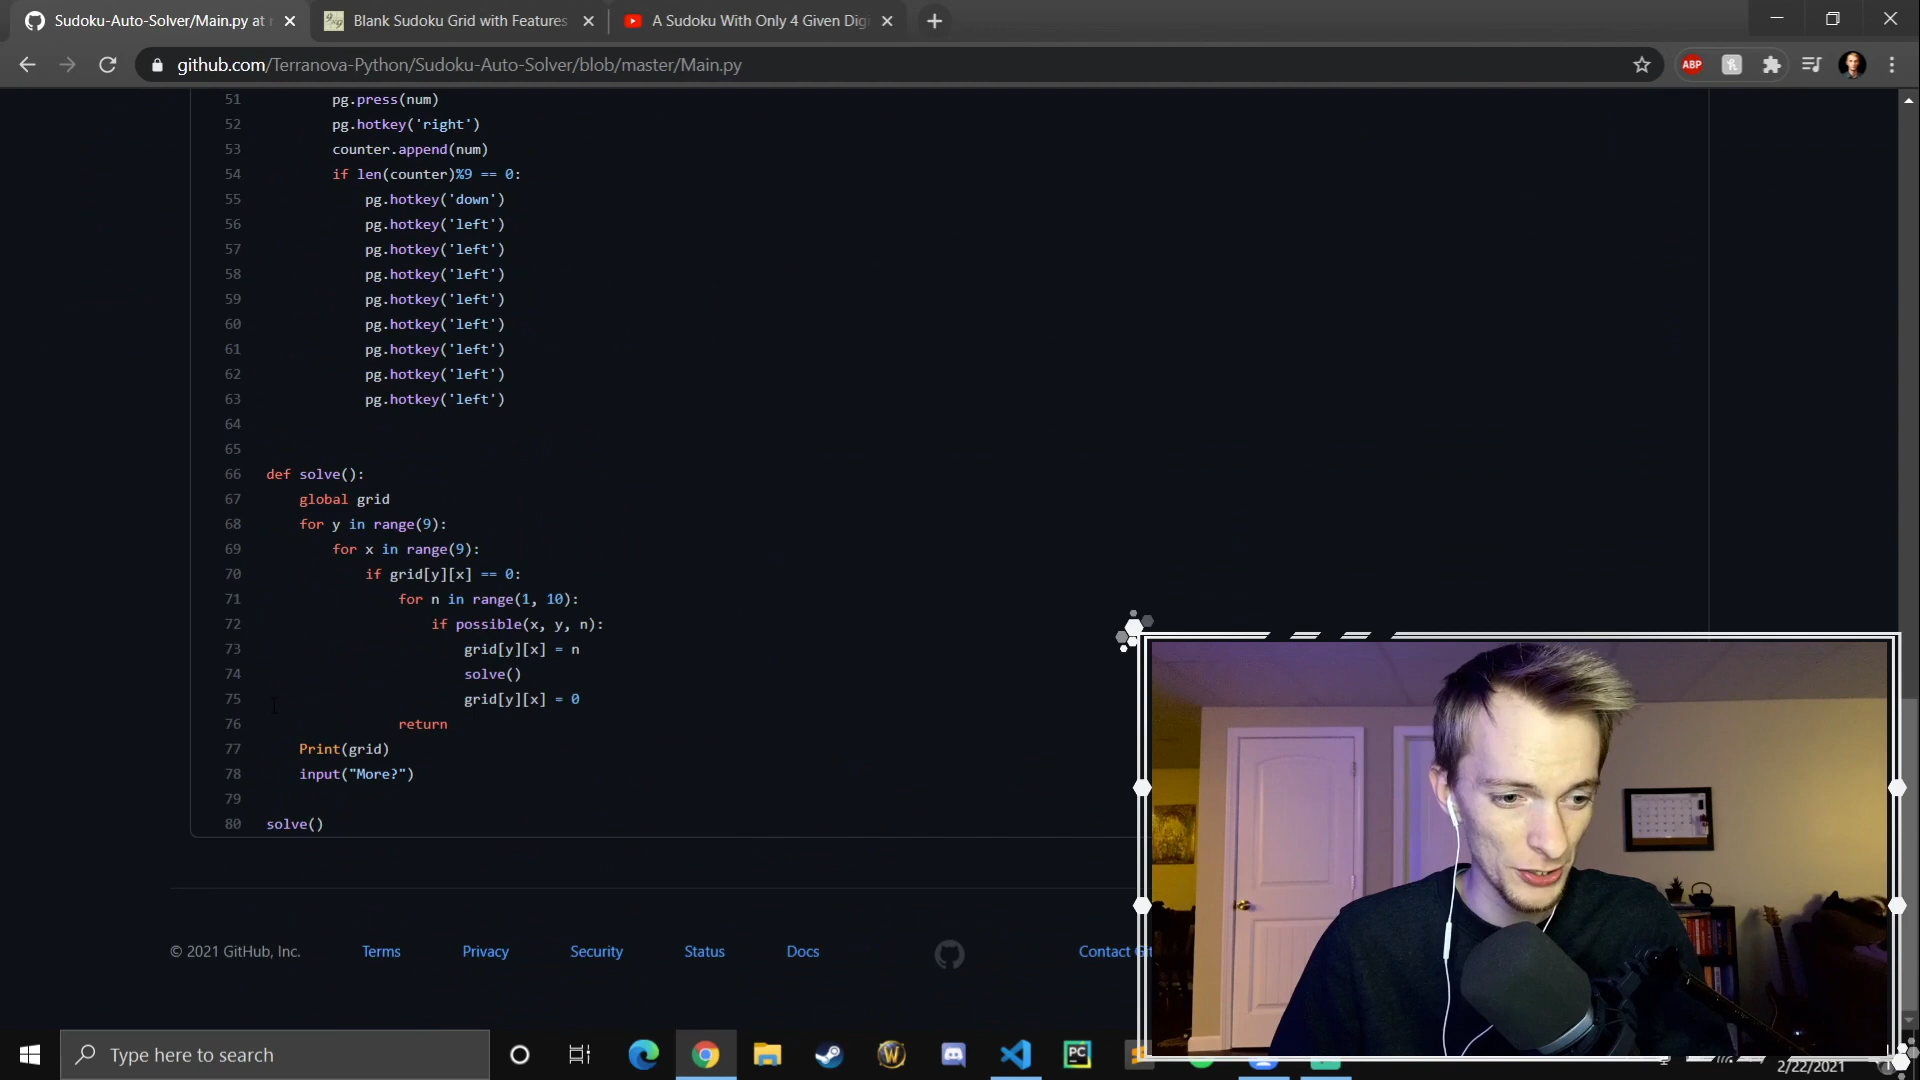 Sudoku-Auto-Solver/Main.py at
Blank Sudoku Grid with Features
A Sudoku With Only 4 Given Dig
github.com/Terranova-Python/Sudoku-Auto-Solver/blob/master/Main.py
ABP
51 pg.press(num)
52 pg.hotkey('right')
53 counter.append(num)
54 if len(counter)%9 == 0:
55 pg.hotkey('down')
56 pg.hotkey('left')
57 pg.hotkey('left')
58 pg.hotkey('left')
59 pg.hotkey('left')
60 pg.hotkey('left')
61 pg.hotkey('left')
62 pg.hotkey('left')
63 pg.hotkey('left')
64
65
66 def solve():
67 global grid
68 for y in range(9):
69 for x in range(9):
70 if grid[y][x] == 0:
71 for n in range(1, 10):
72 if possible(x, y, n):
73 grid[y][x] = n
74 solve()
75 grid[y][x] = 0
76 return
77 Print(grid)
78 input("More?")
79
80 solve()
© 2021 GitHub, Inc. Terms Privacy Security Status Docs Contact Git
Type here to search
PC
2/22/2021